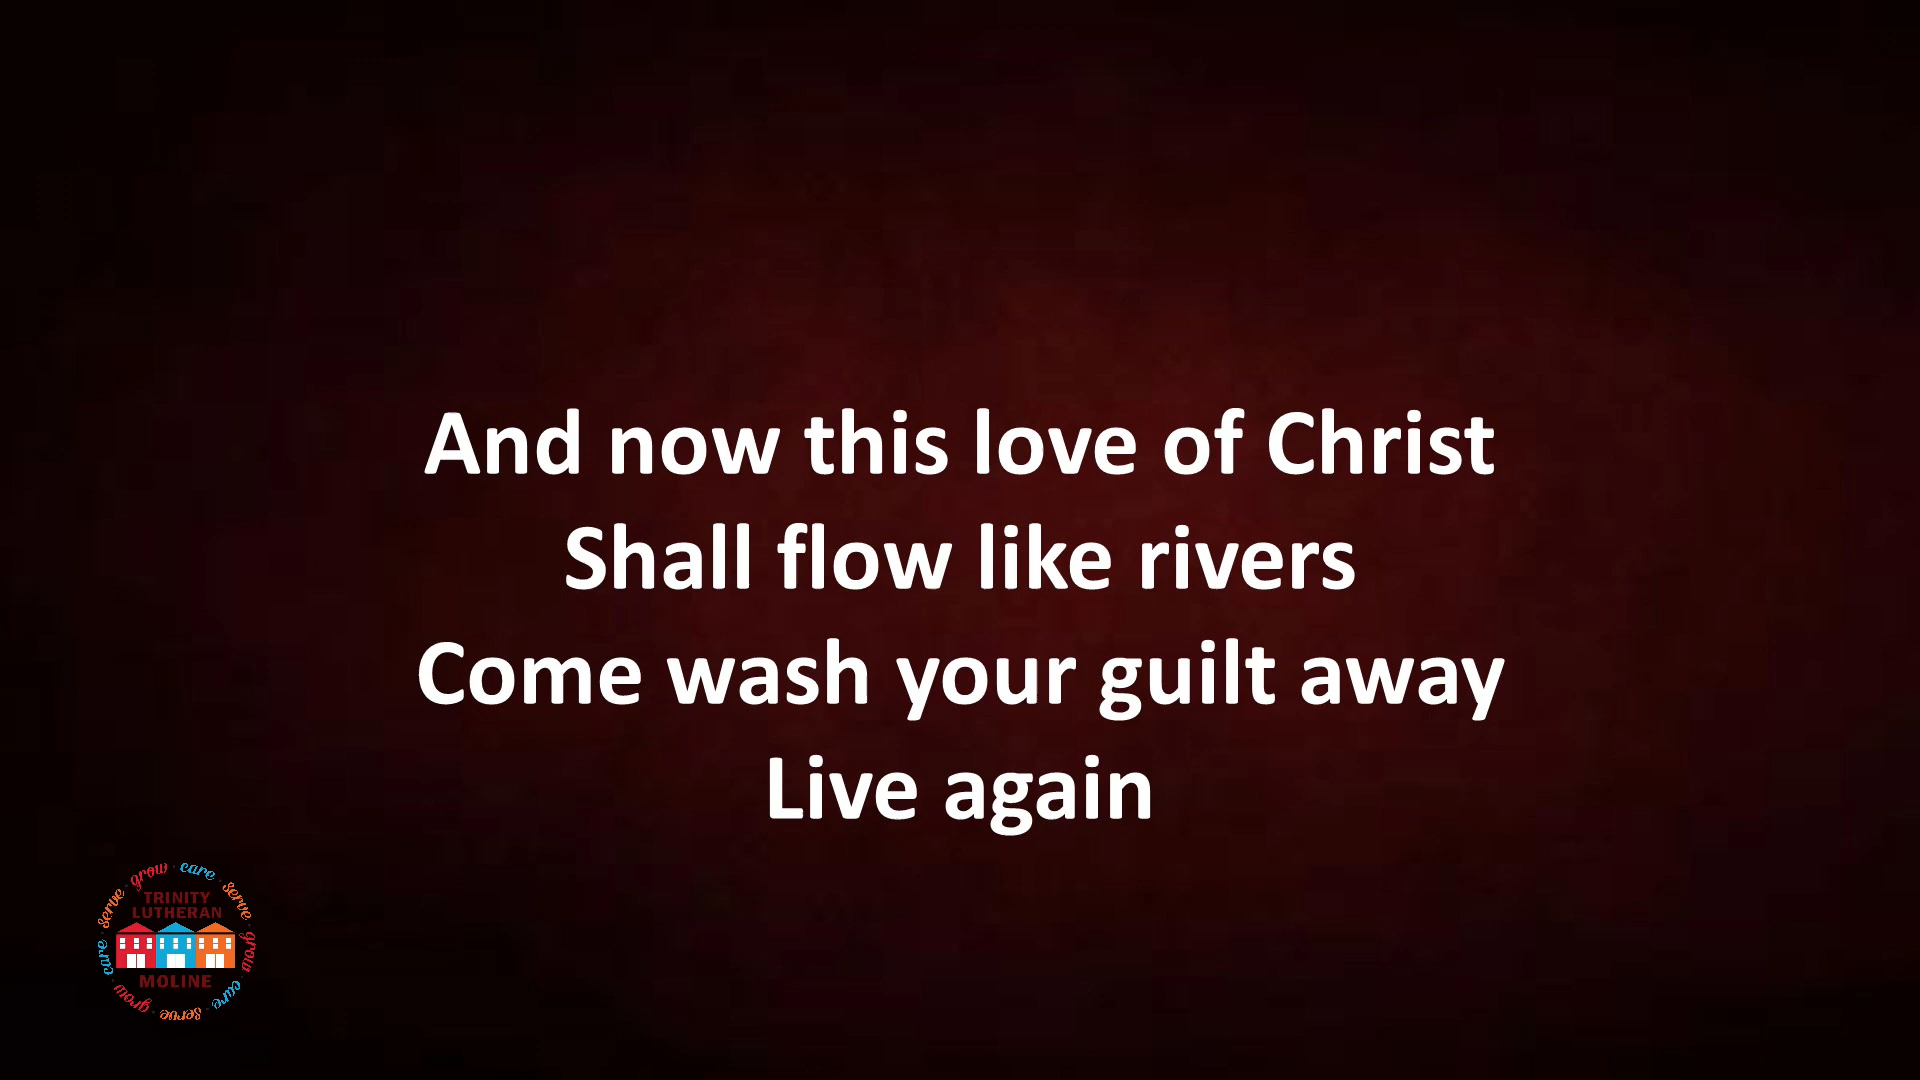 And now this love of Christ
Shall flow like rivers
Come wash your guilt away
Live again
grow · care · serve · grow · care · serve · grow · care · serve
TRINITY
LUTHERAN
MOLINE